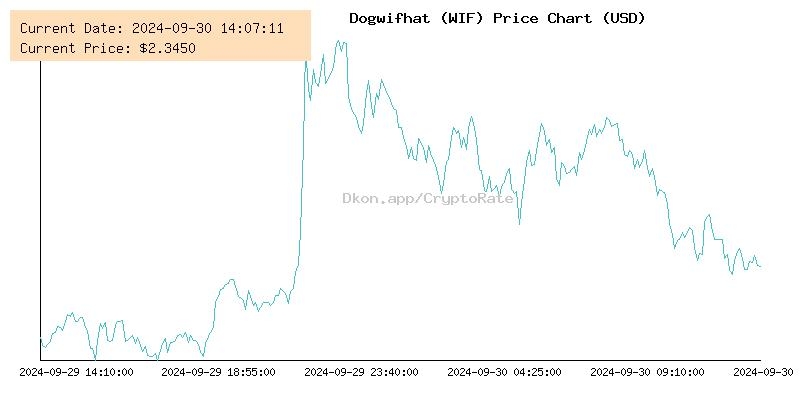 Dogwifhat (WIF) Price Chart (USD)
Current Date: 2024-09-30 14:07:11
Current Price: $2.3450
Dkon.app/CryptoRate
2024-09-29 14:10:00 2024-09-29 18:55:00 2024-09-29 23:40:00 2024-09-30 04:25:00 2024-09-30 09:10:00 2024-09-30